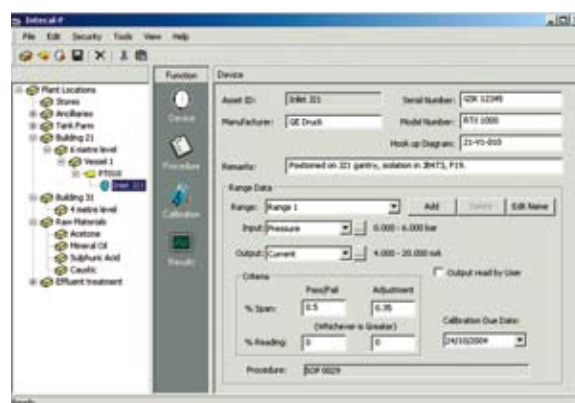 Intecal-P
File Edit Security Tools View Help
Plant Locations
Stores
Ancillaries
Tank Farm
Building 21
6 metre level
Vessel 1
PT010
Inlet 321
Building 31
4 metre level
Raw Materials
Acetone
Mineral Oil
Sulphuric Acid
Caustic
Effluent treatment
Function
Device
Procedure
Calibration
Results
Device
Asset ID: Inlet 321 Serial Number: GSK 12345
Manufacturer: GE Druck Model Number: RTX 1000
Hook up Diagram: 21-V1-010
Remarks: Positioned on 321 gantry, isolation in JB473, F19.
Range Data
Range: Range 1 Add Delete Edit Name
Input: Pressure ... 0.000 - 6.000 bar
Output: Current ... 4.000 - 20.000 mA
Criteria Output read by User
Pass/Fail Adjustment
% Span: 0.5 0.35
(Whichever is Greater) Calibration Due Date:
% Reading: 0 0 24/10/2004
Procedure: SOP 0029
Ready